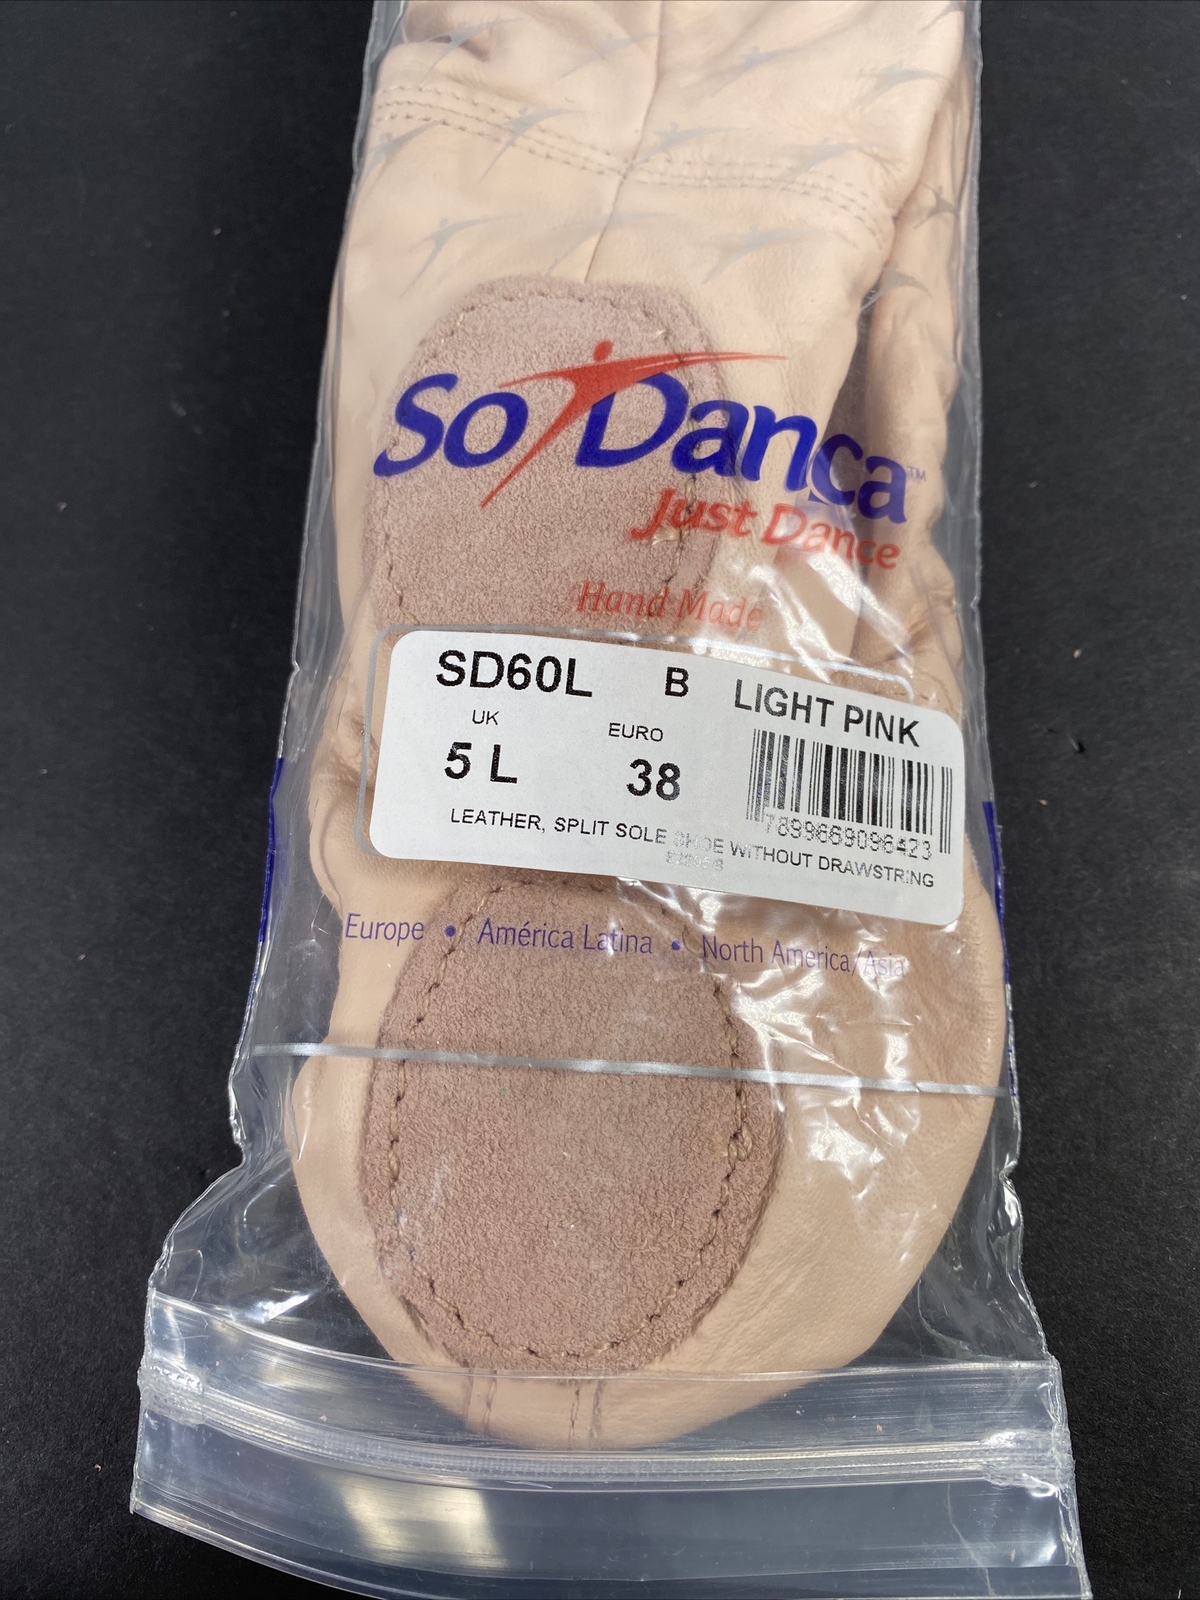 So Danca™
Just Dance
Hand Made
SD60L B LIGHT PINK
UK EURO
5 L 38
7899669096423
LEATHER, SPLIT SOLE SHOE WITHOUT DRAWSTRING
Europe • América Latina • North America/Asia